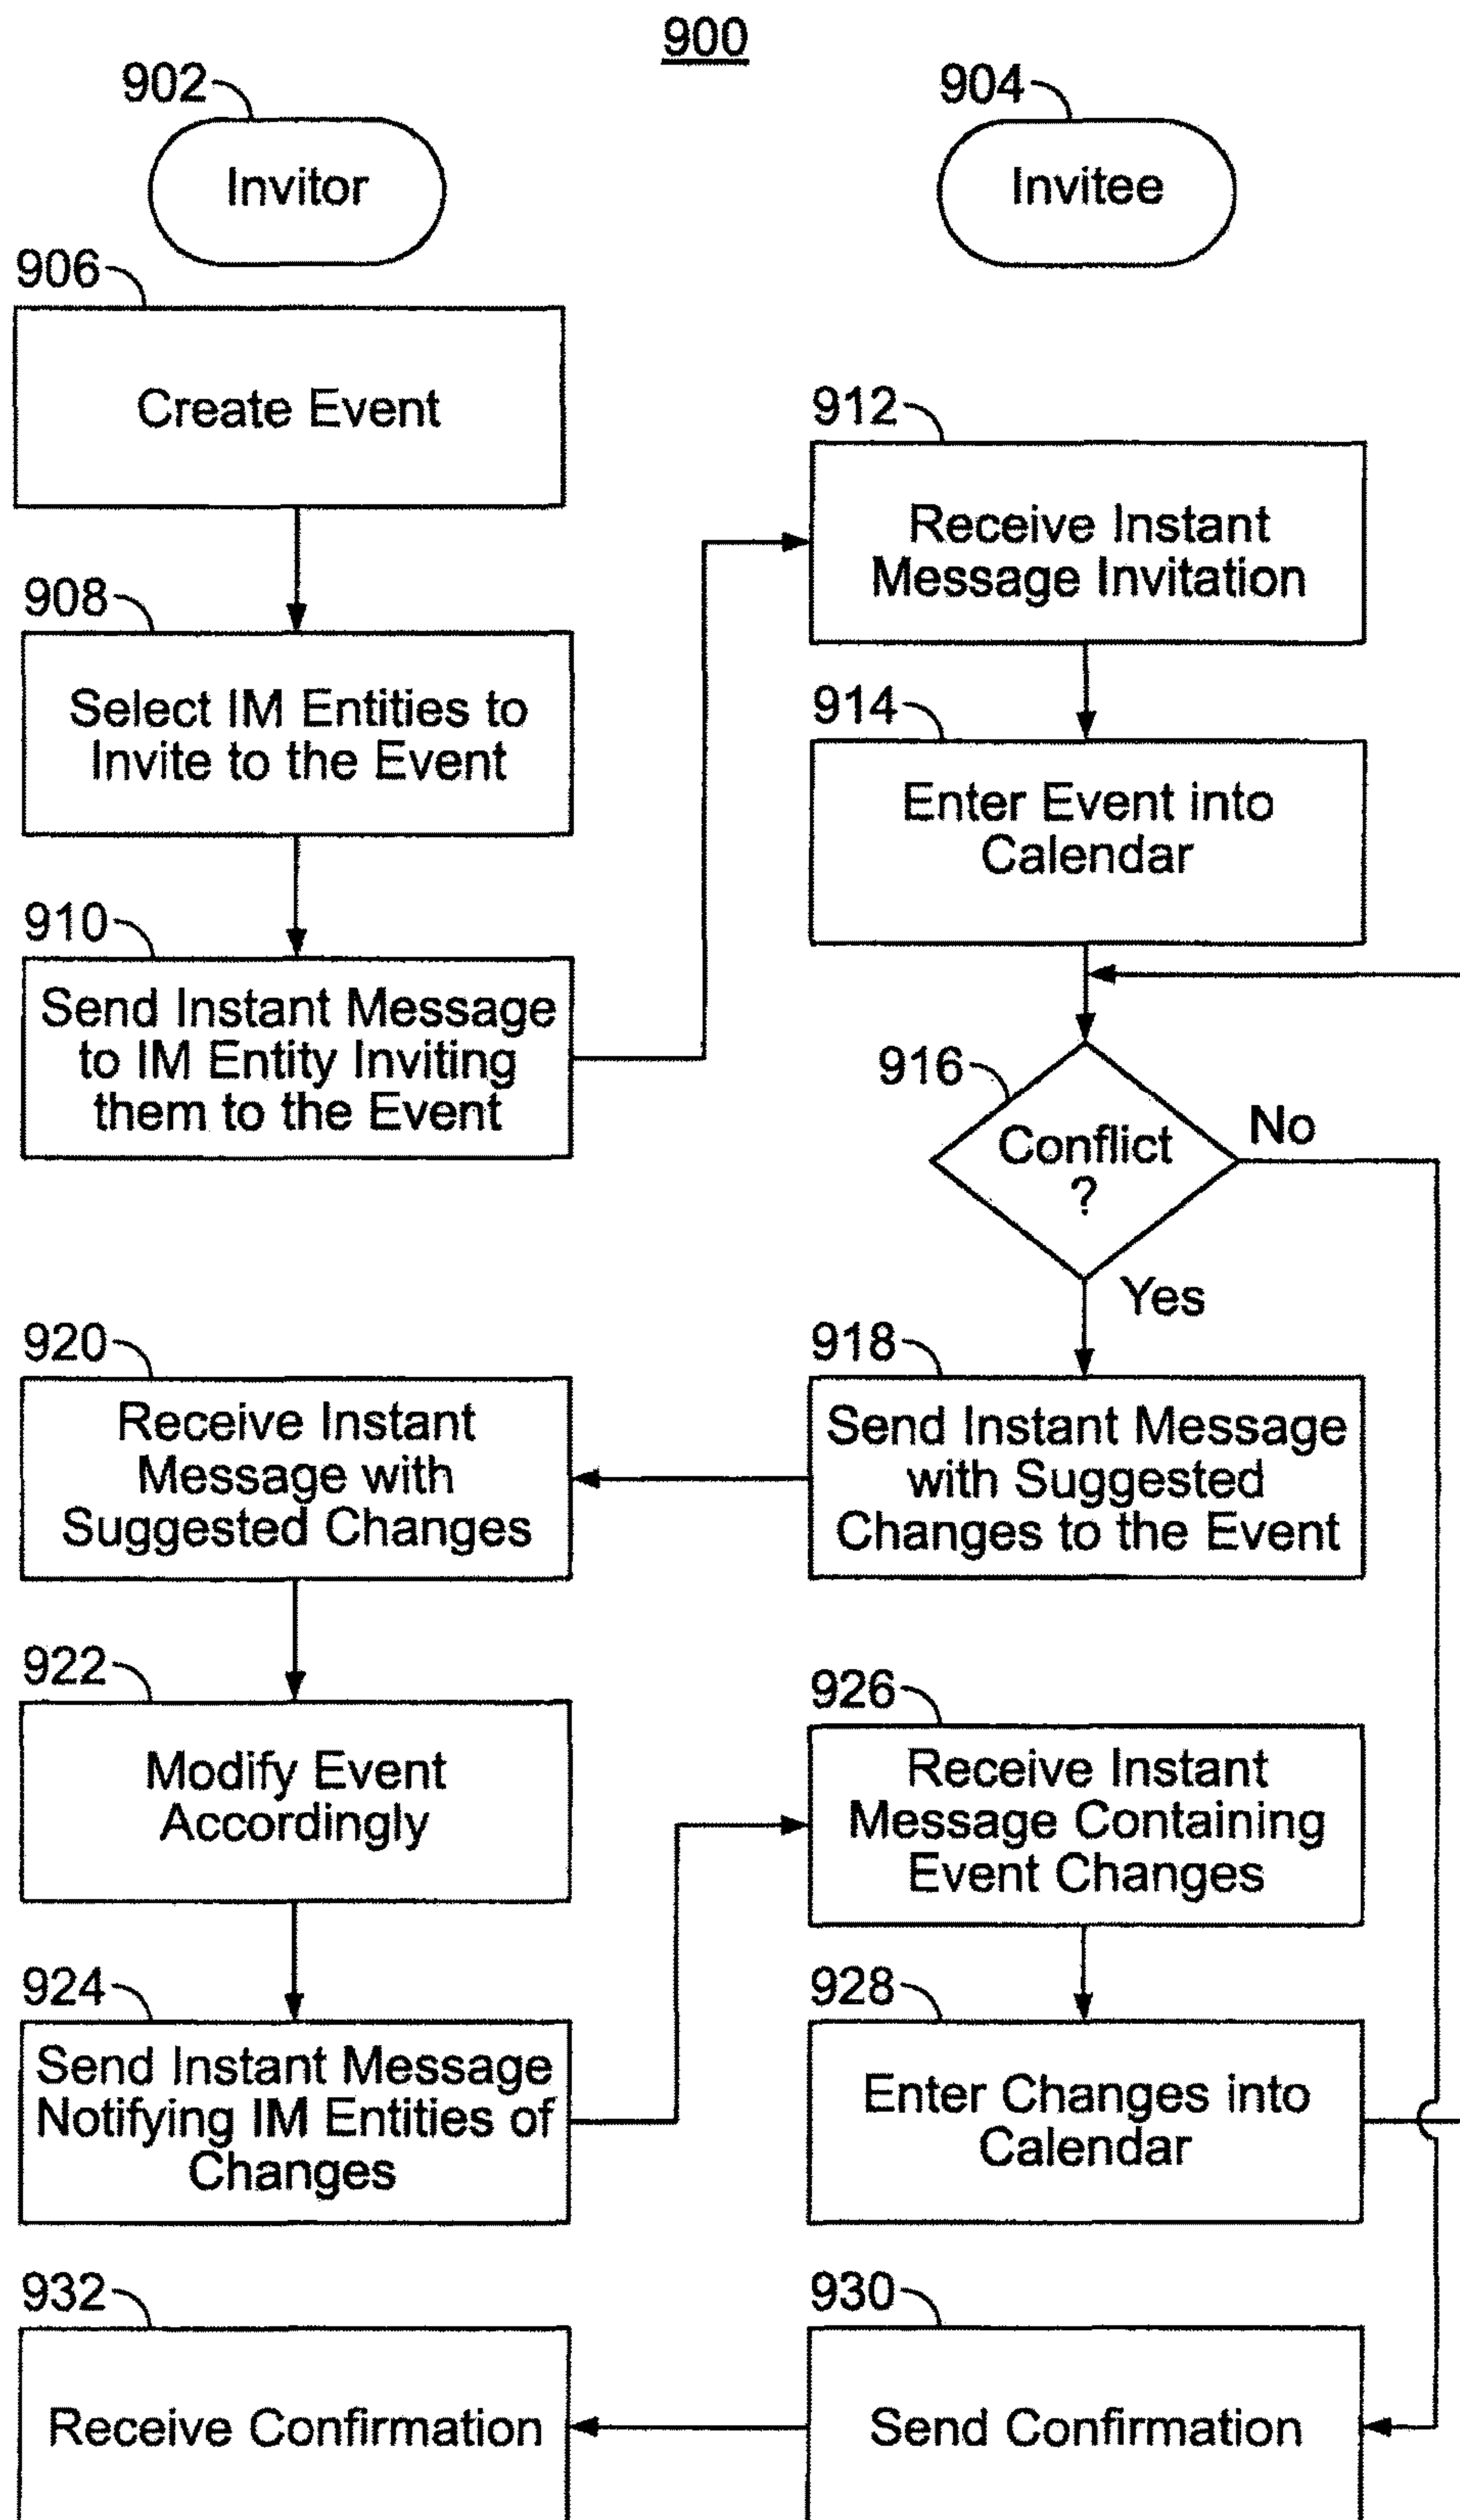 900
902
Invitor
904
Invitee
906
Create Event
908
Select IM Entities to
Invite to the Event
910
Send Instant Message
to IM Entity Inviting
them to the Event
912
Receive Instant
Message Invitation
914
Enter Event into
Calendar
916
Conflict
?
No
Yes
918
Send Instant Message
with Suggested
Changes to the Event
920
Receive Instant
Message with
Suggested Changes
922
Modify Event
Accordingly
924
Send Instant Message
Notifying IM Entities of
Changes
926
Receive Instant
Message Containing
Event Changes
928
Enter Changes into
Calendar
930
Send Confirmation
932
Receive Confirmation